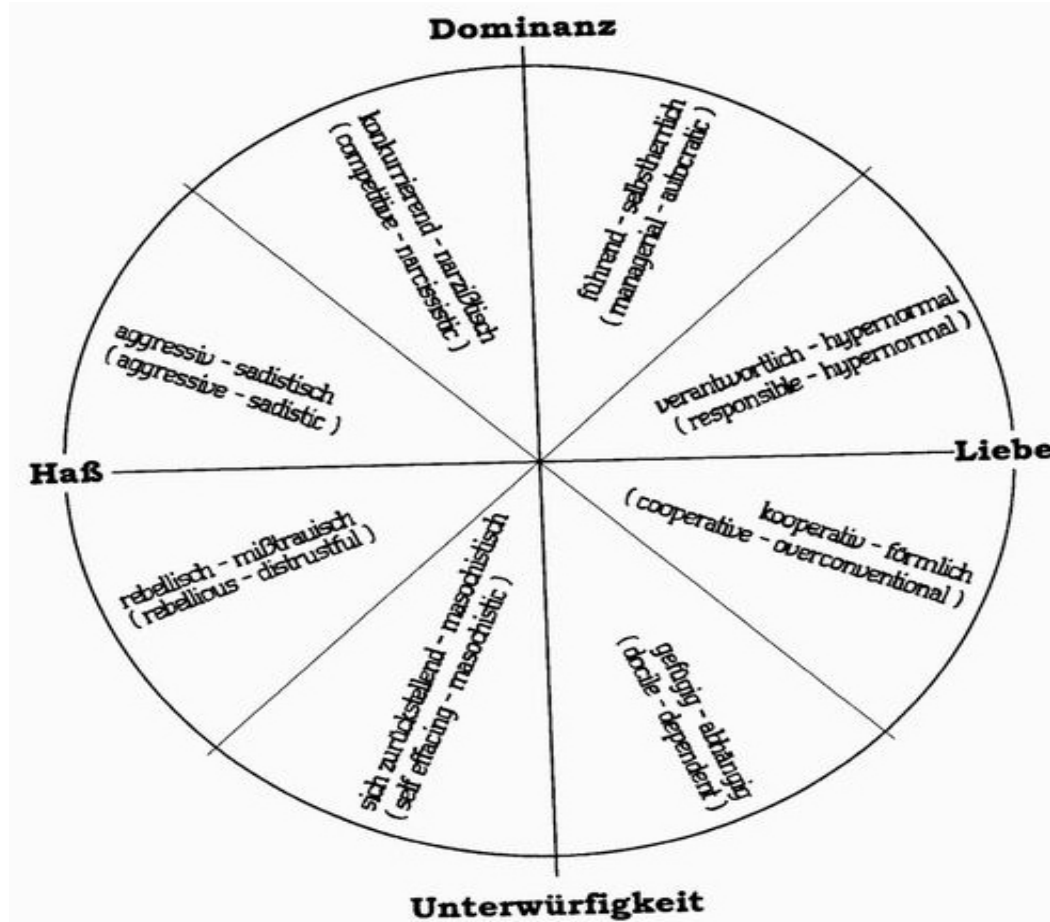 Dominanz
konkurrierend - narzißtisch
( competitive - narcissistic )
führend - selbstherrlich
( managerial - autocratic )
aggressiv - sadistisch
( aggressive - sadistic )
verantwortlich - hypernormal
( responsible - hypernormal )
Haß
Liebe
rebellisch - mißtrauisch
( rebellious - distrustful )
kooperativ - förmlich
( cooperative - overconventional )
sich zurückstellend - masochistisch
( self effacing - masochistic )
gefügig - abhängig
( docile - dependent )
Unterwürfigkeit